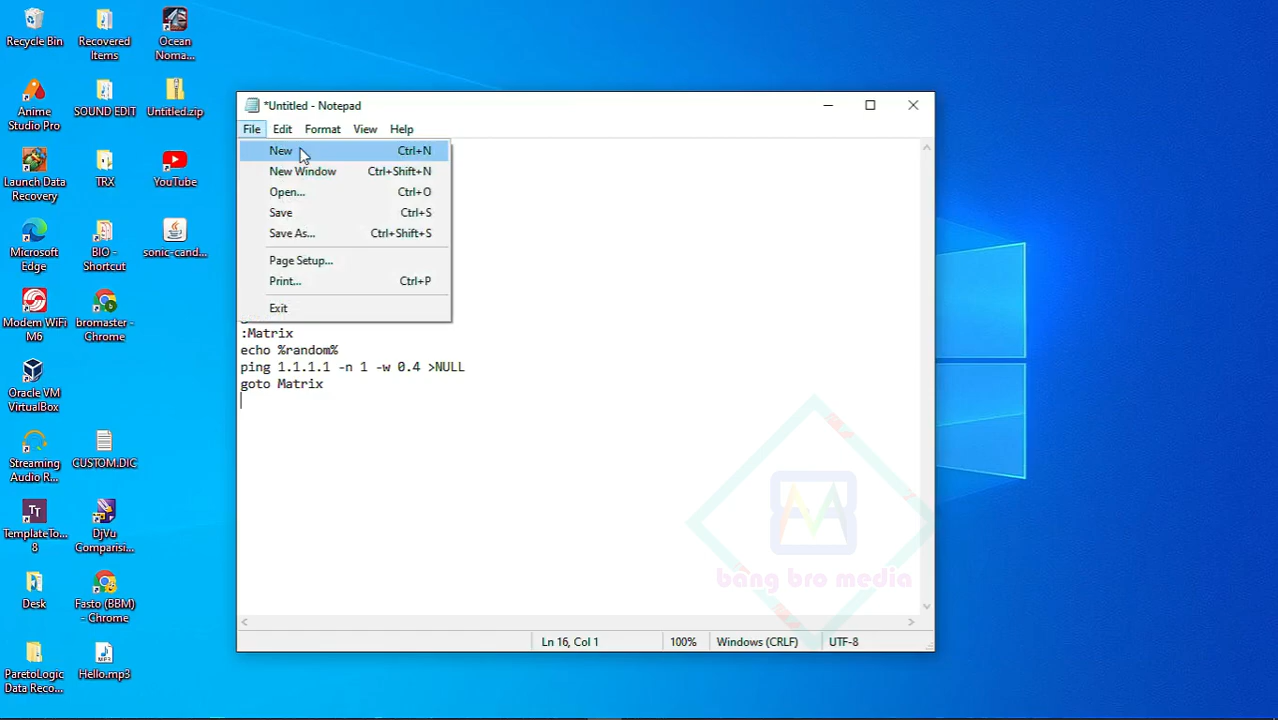 Recycle Bin
Recovered
Items
Ocean
Noma...
Anime
Studio Pro
SOUND EDIT
Untitled.zip
Launch Data
Recovery
TRX
YouTube
Microsoft
Edge
BIO -
Shortcut
sonic-cand...
Modem WiFi
M6
bromaster -
Chrome
Oracle VM
VirtualBox
Streaming
Audio R...
CUSTOM.DIC
TemplateTo...
8
DjVu
Comparisi...
Desk
Fasto (BBM)
- Chrome
ParetoLogic
Data Reco...
Hello.mp3
*Untitled - Notepad
File Edit Format View Help
New Ctrl+N
New Window Ctrl+Shift+N
Open... Ctrl+O
Save Ctrl+S
Save As... Ctrl+Shift+S
Page Setup...
Print... Ctrl+P
Exit
:Matrix
echo %random%
ping 1.1.1.1 -n 1 -w 0.4 >NULL
goto Matrix
bang bro media
Ln 16, Col 1 100% Windows (CRLF) UTF-8